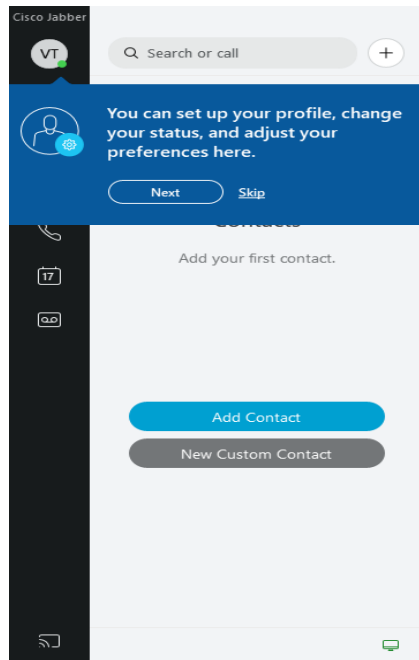 Cisco Jabber
VT
Search or call
You can set up your profile, change
your status, and adjust your
preferences here.
Next
Skip
Contacts
Add your first contact.
17
Add Contact
New Custom Contact